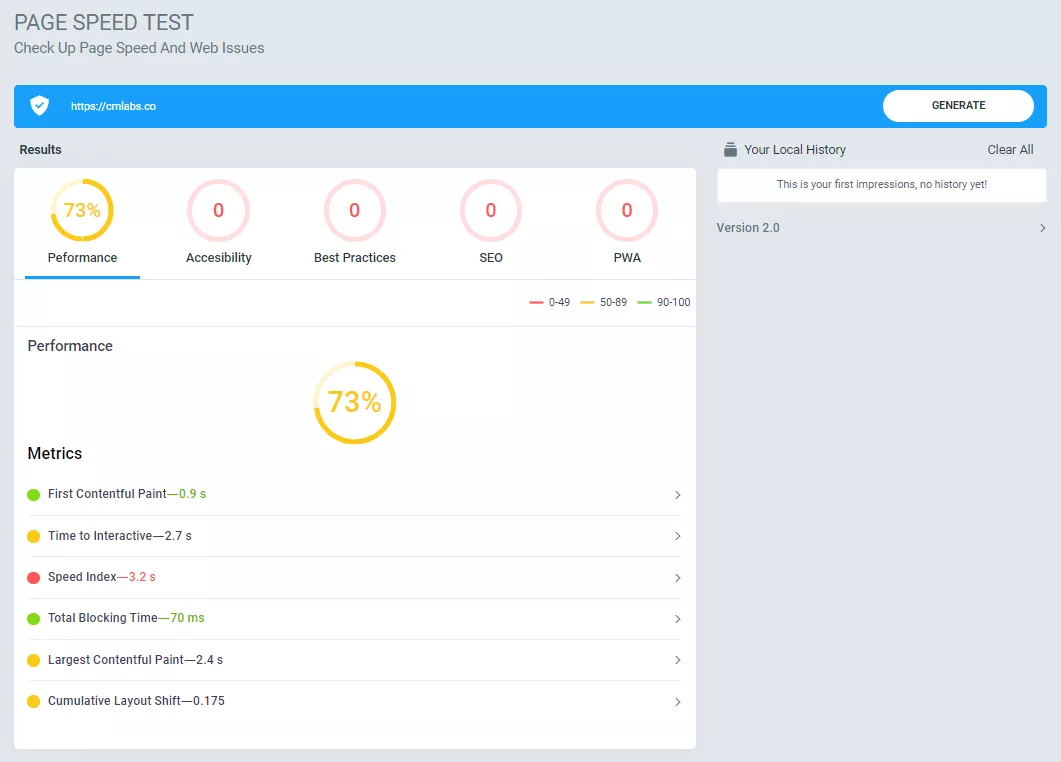 PAGE SPEED TEST
Check Up Page Speed And Web Issues
https://cmlabs.co
GENERATE
Results
Your Local History
Clear All
73%
0
0
0
0
This is your first impressions, no history yet!
Peformance
Accesibility
Best Practices
SEO
PWA
Version 2.0
0-49
50-89
90-100
Performance
73%
Metrics
First Contentful Paint—0.9 s
Time to Interactive—2.7 s
Speed Index—3.2 s
Total Blocking Time—70 ms
Largest Contentful Paint—2.4 s
Cumulative Layout Shift—0.175